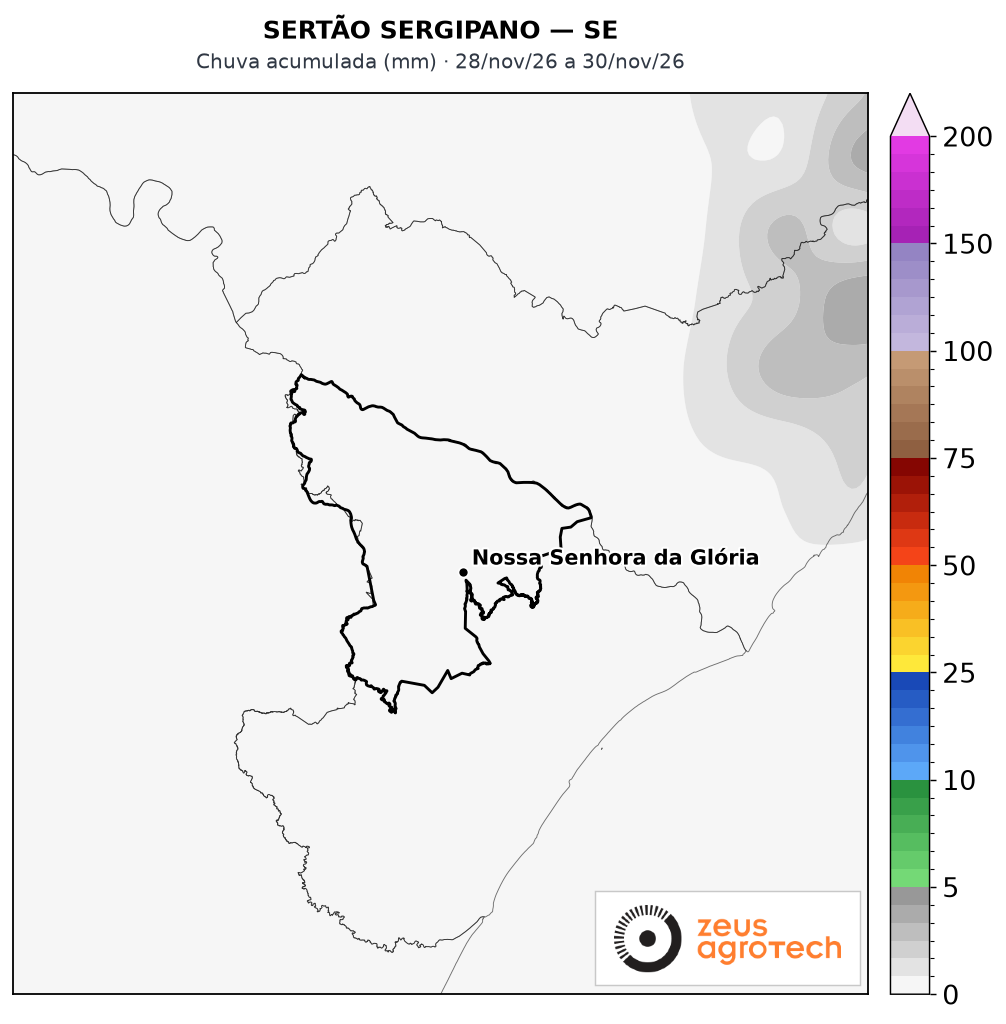 SERTÃO SERGIPANO — SE
Chuva acumulada (mm) · 28/nov/26 a 30/nov/26
200
150
100
75
50
25
10
5
0
Nossa Senhora da Glória
zeus
agrotech